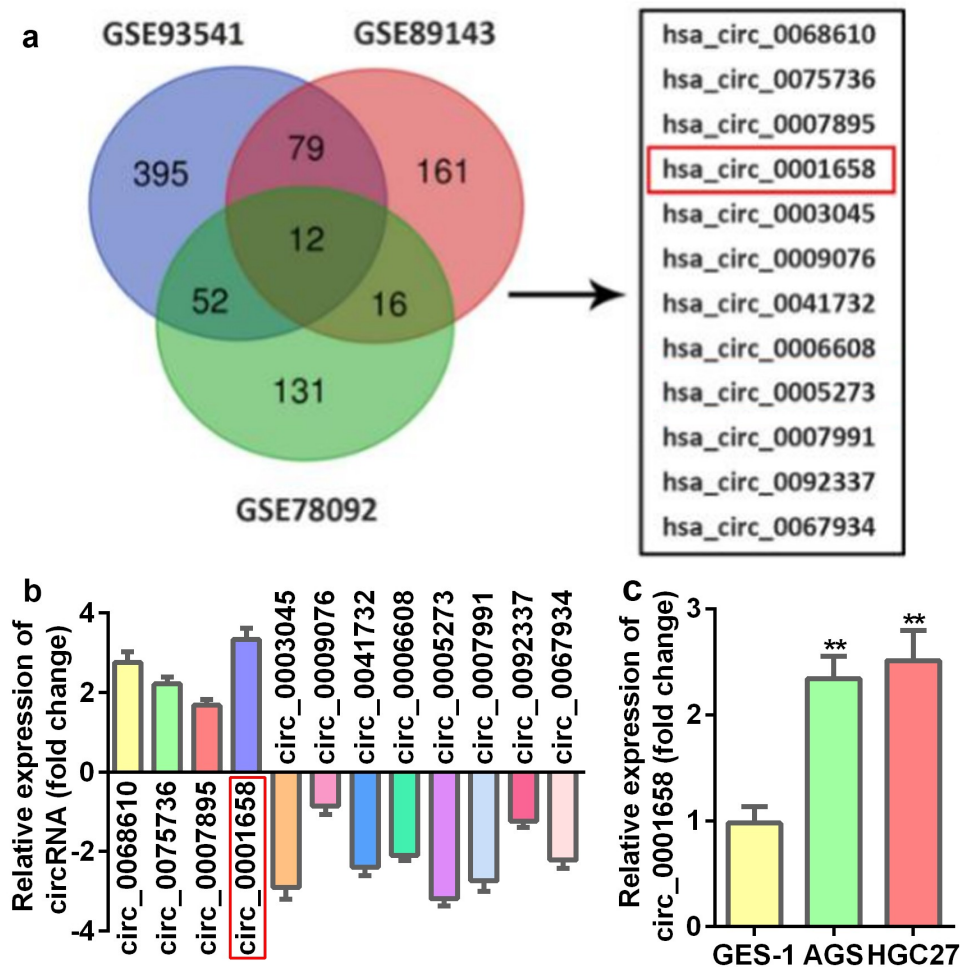 a
GSE93541
GSE89143
395
79
161
12
52
16
131
GSE78092
hsa_circ_0068610
hsa_circ_0075736
hsa_circ_0007895
hsa_circ_0001658
hsa_circ_0003045
hsa_circ_0009076
hsa_circ_0041732
hsa_circ_0006608
hsa_circ_0005273
hsa_circ_0007991
hsa_circ_0092337
hsa_circ_0067934
b
Relative expression of
circRNA (fold change)
4
2
0
-2
-4
circ_0068610
circ_0075736
circ_0007895
circ_0001658
circ_0003045
circ_0009076
circ_0041732
circ_0006608
circ_0005273
circ_0007991
circ_0092337
circ_0067934
c
Relative expression of
circ_0001658 (fold change)
3
2
1
0
**
**
GES-1 AGS HGC27